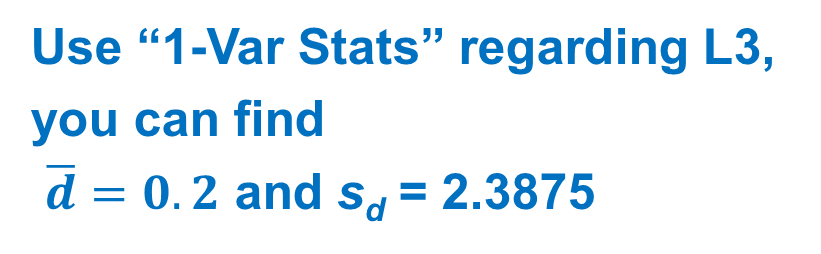 Use “1-Var Stats” regarding L3,
you can find
d̅ = 0.2 and s_d = 2.3875